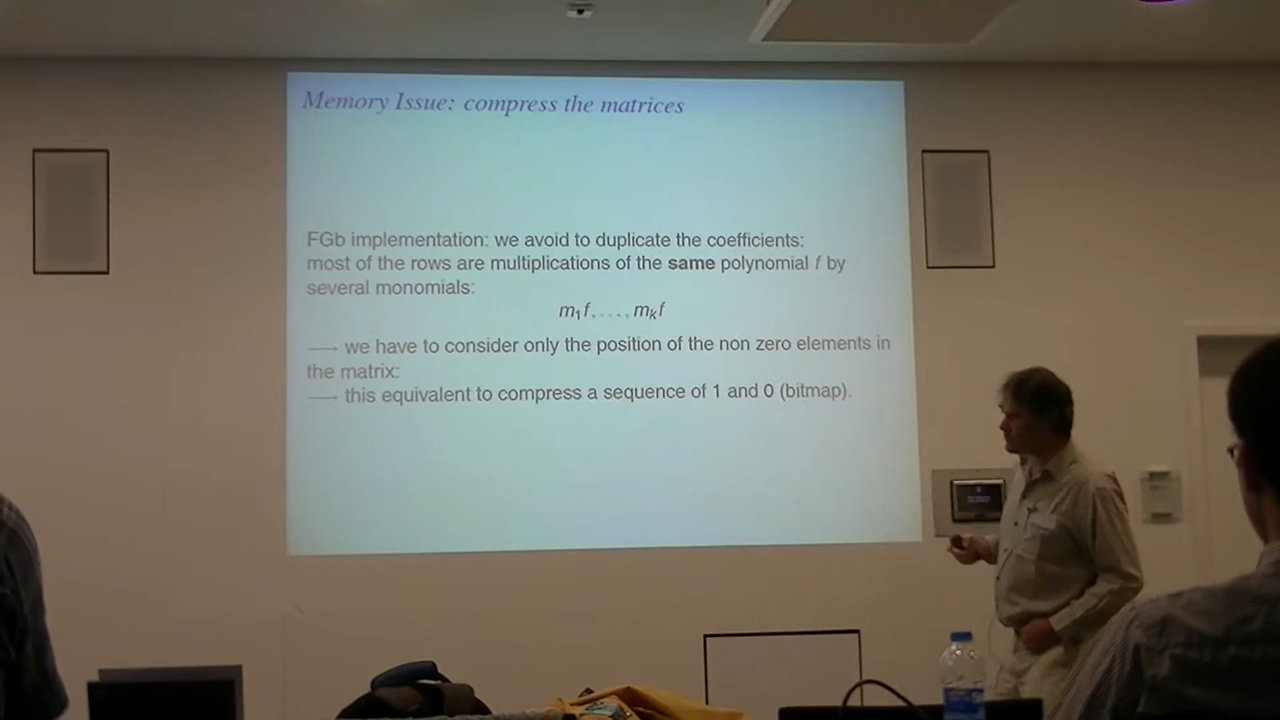 Memory Issue: compress the matrices
FGb implementation: we avoid to duplicate the coefficients:
most of the rows are multiplications of the same polynomial f by
several monomials:
m₁f,...,mₖf
⟶ we have to consider only the position of the non zero elements in
the matrix:
⟶ this equivalent to compress a sequence of 1 and 0 (bitmap).